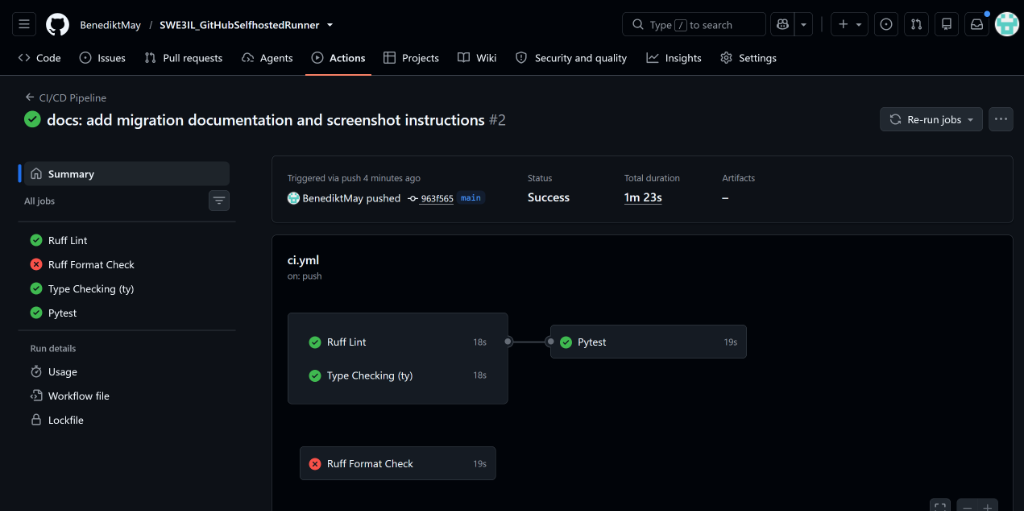 BenediktMay / SWE3IL_GitHubSelfhostedRunner
Type / to search
Code Issues Pull requests Agents Actions Projects Wiki Security and quality Insights Settings
CI/CD Pipeline
docs: add migration documentation and screenshot instructions #2
Re-run jobs
Summary
All jobs
Ruff Lint
Ruff Format Check
Type Checking (ty)
Pytest
Run details
Usage
Workflow file
Lockfile
Triggered via push 4 minutes ago
BenediktMay pushed 963f565 main
Status
Success
Total duration
1m 23s
Artifacts
–
ci.yml
on: push
Ruff Lint 18s
Type Checking (ty) 18s
Pytest 19s
Ruff Format Check 19s